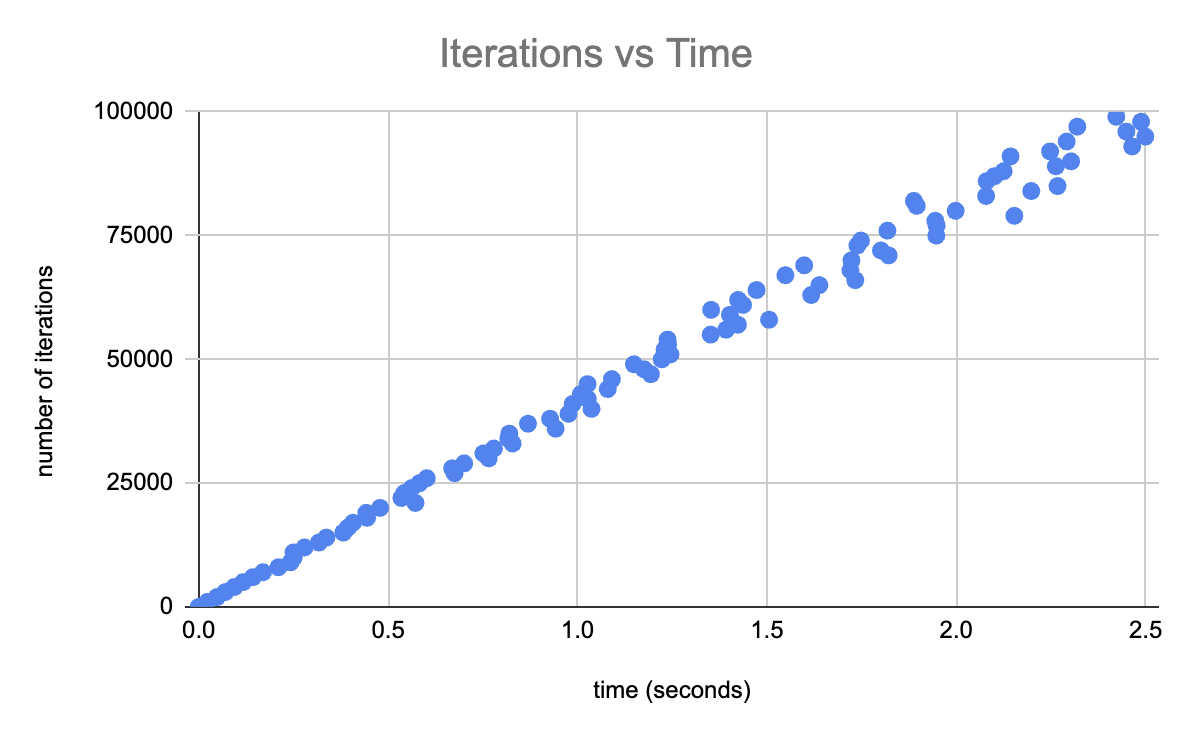 Iterations vs Time
100000
75000
50000
25000
0
number of iterations
0.0 0.5 1.0 1.5 2.0 2.5
time (seconds)